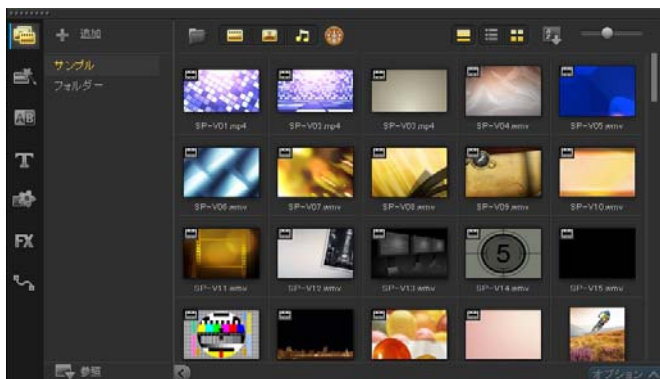 追加
サンプル
フォルダー
SP-V01.mp4
SP-V02.mp4
SP-V03.mp4
SP-V04.wmv
SP-V05.wmv
SP-V06.wmv
SP-V07.wmv
SP-V08.wmv
SP-V09.wmv
SP-V10.wmv
5
SP-V11.wmv
SP-V12.wmv
SP-V13.wmv
SP-V14.wmv
SP-V15.wmv
AB
T
FX
参照
オプション